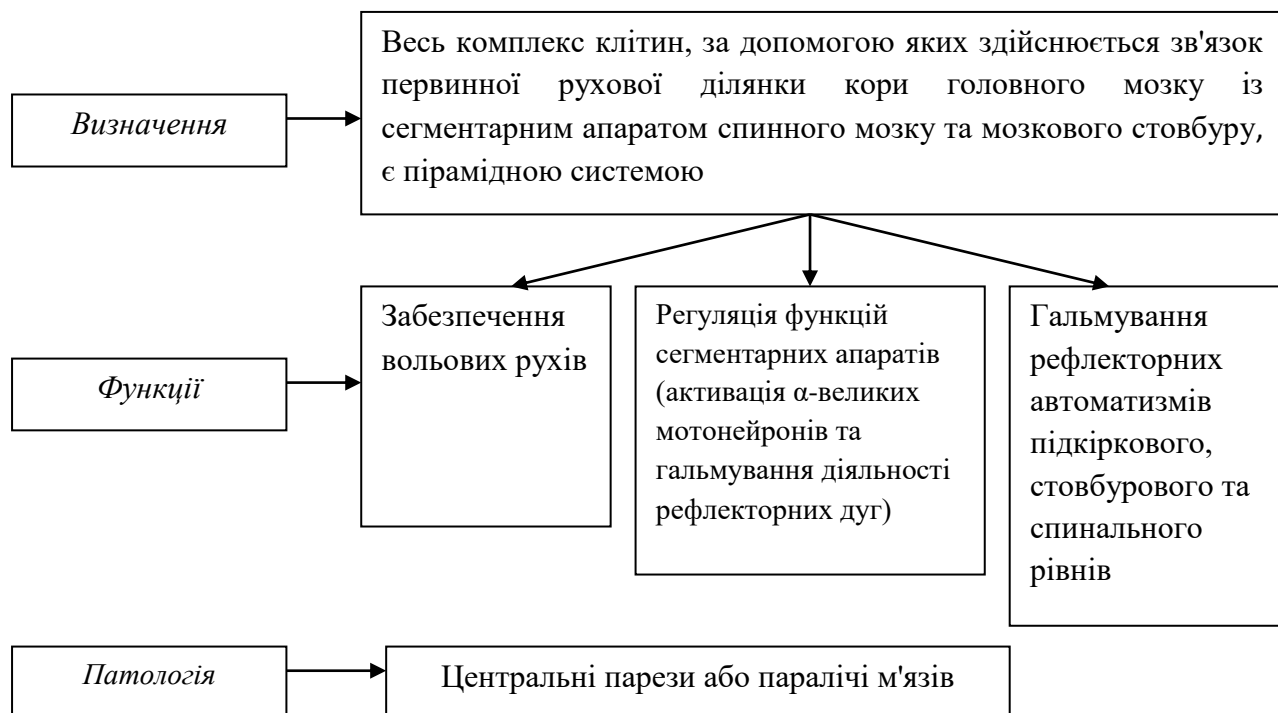 Весь комплекс клітин, за допомогою яких здійснюється зв'язок
первинної рухової ділянки кори головного мозку із
сегментарним апаратом спинного мозку та мозкового стовбуру,
є пірамідною системою
Визначення
Забезпечення
вольових рухів
Регуляція функцій
сегментарних апаратів
(активація α-великих
мотонейронів та
гальмування діяльності
рефлекторних дуг)
Гальмування
рефлекторних
автоматизмів
підкіркового,
стовбурового та
спинального
рівнів
Функції
Патологія
Центральні парези або паралічі м'язів